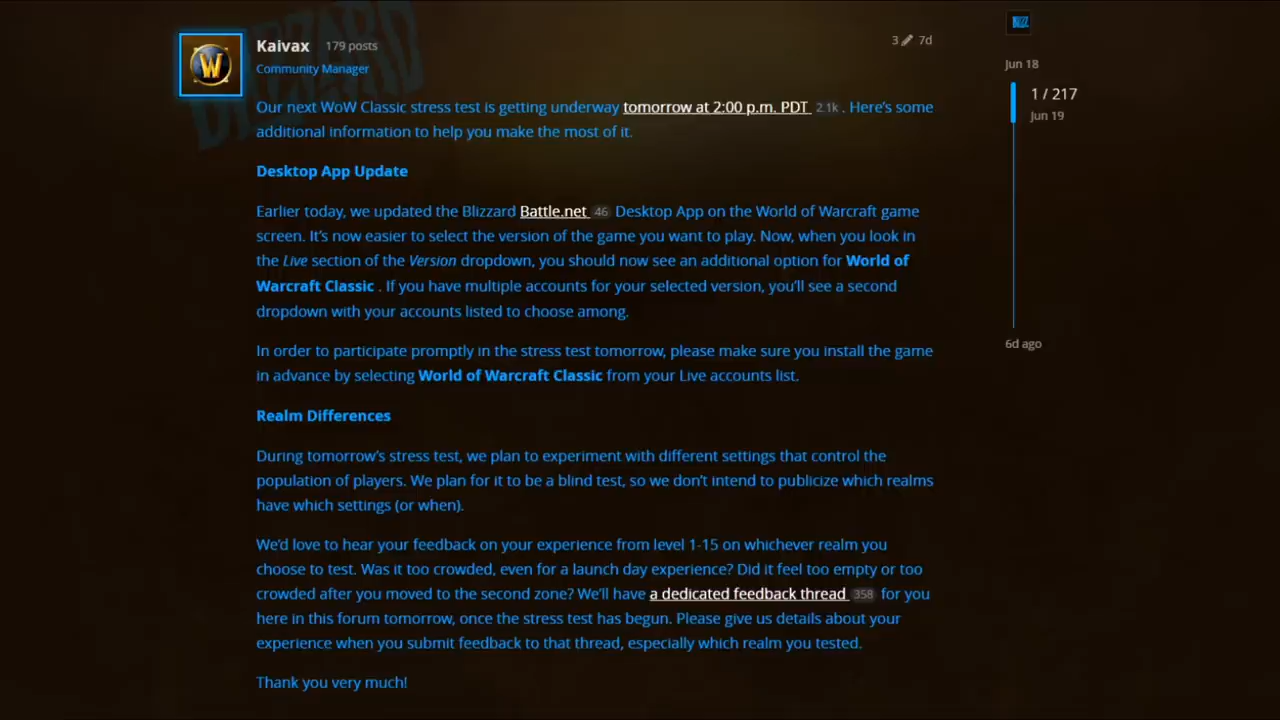 BLIZZARD
BLIZZ
Kaivax 179 posts
3 7d
Community Manager
Jun 18
1 / 217
Jun 19
6d ago
Our next WoW Classic stress test is getting underway tomorrow at 2:00 p.m. PDT 2.1k . Here's some
additional information to help you make the most of it.
Desktop App Update
Earlier today, we updated the Blizzard Battle.net 46 Desktop App on the World of Warcraft game
screen. It's now easier to select the version of the game you want to play. Now, when you look in
the Live section of the Version dropdown, you should now see an additional option for World of
Warcraft Classic . If you have multiple accounts for your selected version, you'll see a second
dropdown with your accounts listed to choose among.
In order to participate promptly in the stress test tomorrow, please make sure you install the game
in advance by selecting World of Warcraft Classic from your Live accounts list.
Realm Differences
During tomorrow's stress test, we plan to experiment with different settings that control the
population of players. We plan for it to be a blind test, so we don't intend to publicize which realms
have which settings (or when).
We'd love to hear your feedback on your experience from level 1-15 on whichever realm you
choose to test. Was it too crowded, even for a launch day experience? Did it feel too empty or too
crowded after you moved to the second zone? We'll have a dedicated feedback thread 358 for you
here in this forum tomorrow, once the stress test has begun. Please give us details about your
experience when you submit feedback to that thread, especially which realm you tested.
Thank you very much!